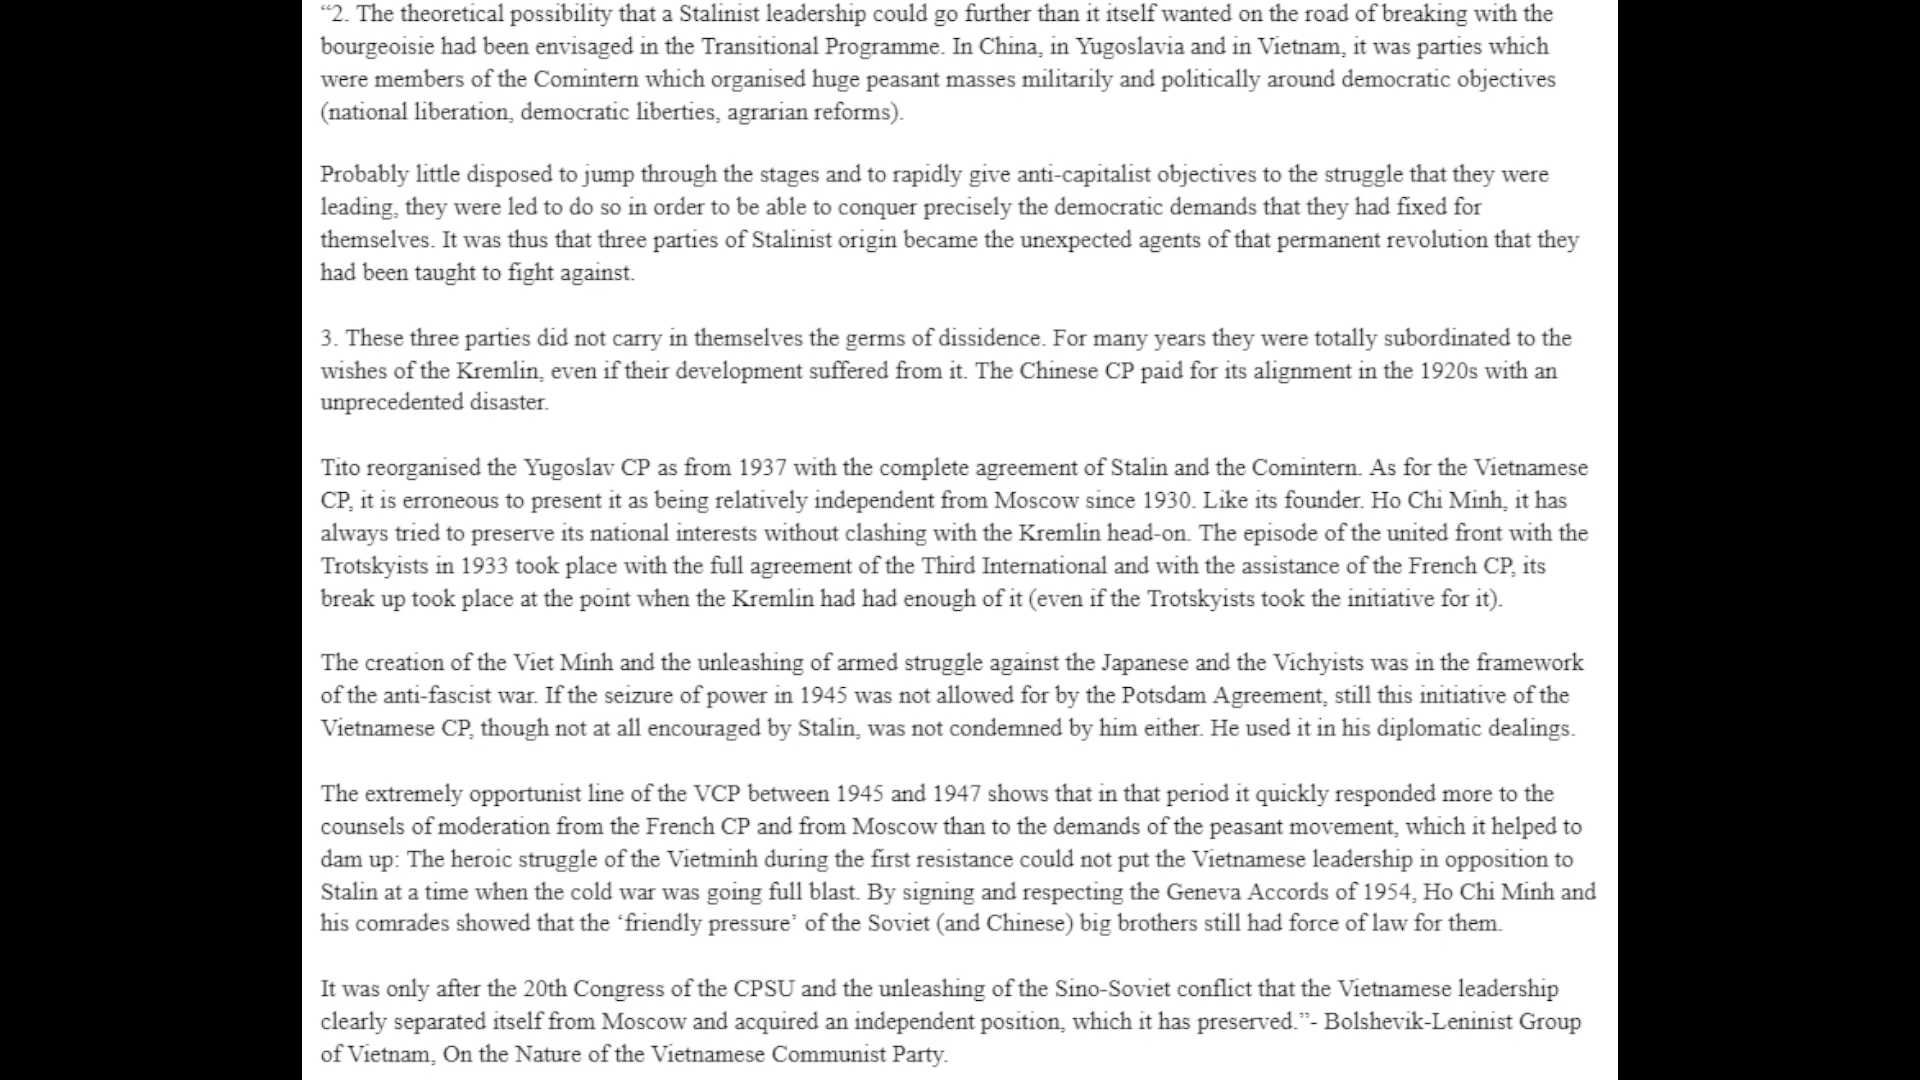 “2. The theoretical possibility that a Stalinist leadership could go further than it itself wanted on the road of breaking with the
bourgeoisie had been envisaged in the Transitional Programme. In China, in Yugoslavia and in Vietnam, it was parties which
were members of the Comintern which organised huge peasant masses militarily and politically around democratic objectives
(national liberation, democratic liberties, agrarian reforms).
Probably little disposed to jump through the stages and to rapidly give anti-capitalist objectives to the struggle that they were
leading, they were led to do so in order to be able to conquer precisely the democratic demands that they had fixed for
themselves. It was thus that three parties of Stalinist origin became the unexpected agents of that permanent revolution that they
had been taught to fight against.
3. These three parties did not carry in themselves the germs of dissidence. For many years they were totally subordinated to the
wishes of the Kremlin, even if their development suffered from it. The Chinese CP paid for its alignment in the 1920s with an
unprecedented disaster.
Tito reorganised the Yugoslav CP as from 1937 with the complete agreement of Stalin and the Comintern. As for the Vietnamese
CP, it is erroneous to present it as being relatively independent from Moscow since 1930. Like its founder. Ho Chi Minh, it has
always tried to preserve its national interests without clashing with the Kremlin head-on. The episode of the united front with the
Trotskyists in 1933 took place with the full agreement of the Third International and with the assistance of the French CP, its
break up took place at the point when the Kremlin had had enough of it (even if the Trotskyists took the initiative for it).
The creation of the Viet Minh and the unleashing of armed struggle against the Japanese and the Vichyists was in the framework
of the anti-fascist war. If the seizure of power in 1945 was not allowed for by the Potsdam Agreement, still this initiative of the
Vietnamese CP, though not at all encouraged by Stalin, was not condemned by him either. He used it in his diplomatic dealings.
The extremely opportunist line of the VCP between 1945 and 1947 shows that in that period it quickly responded more to the
counsels of moderation from the French CP and from Moscow than to the demands of the peasant movement, which it helped to
dam up: The heroic struggle of the Vietminh during the first resistance could not put the Vietnamese leadership in opposition to
Stalin at a time when the cold war was going full blast. By signing and respecting the Geneva Accords of 1954, Ho Chi Minh and
his comrades showed that the ‘friendly pressure’ of the Soviet (and Chinese) big brothers still had force of law for them.
It was only after the 20th Congress of the CPSU and the unleashing of the Sino-Soviet conflict that the Vietnamese leadership
clearly separated itself from Moscow and acquired an independent position, which it has preserved.”- Bolshevik-Leninist Group
of Vietnam, On the Nature of the Vietnamese Communist Party.